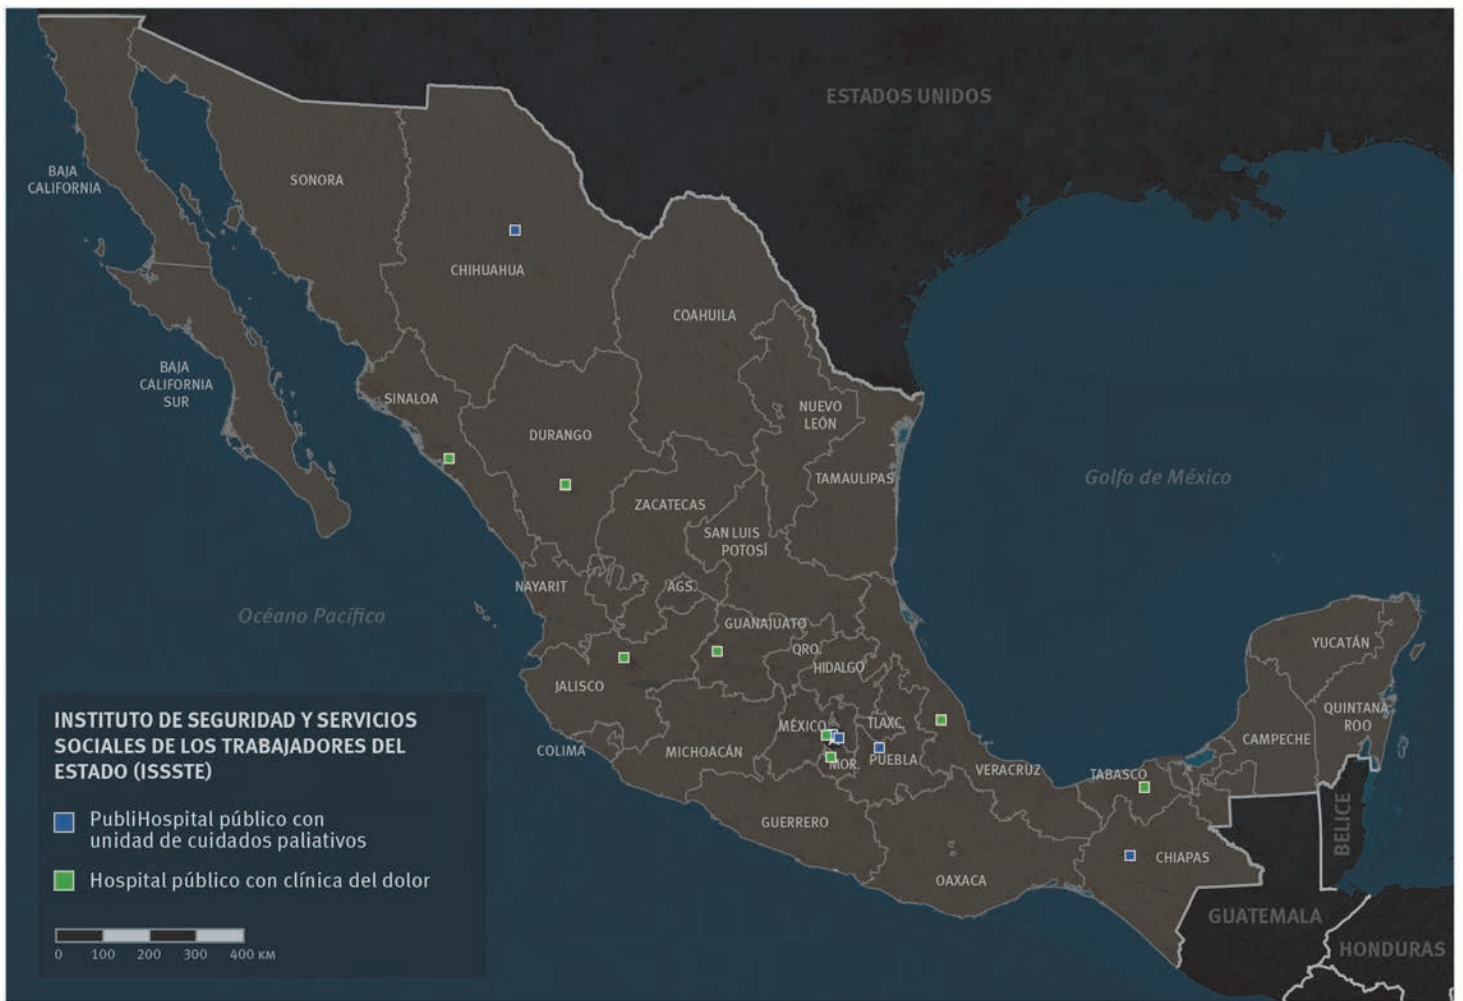 ESTADOS UNIDOS
BAJA
CALIFORNIA
SONORA
CHIHUAHUA
COAHUILA
BAJA
CALIFORNIA
SUR
SINALOA
NUEVO
LEÓN
DURANGO
TAMAULIPAS
Golfo de México
ZACATECAS
SAN LUIS
POTOSÍ
NAYARIT
AGS.
Océano Pacífico
GUANAJUATO
YUCATÁN
QRO.
HIDALGO
JALISCO
QUINTANA
ROO
MÉXICO
TLAXC.
CAMPECHE
COLIMA
MICHOACÁN
MOR.
PUEBLA
VERACRUZ
TABASCO
GUERRERO
BELICE
CHIAPAS
OAXACA
GUATEMALA
HONDURAS
INSTITUTO DE SEGURIDAD Y SERVICIOS
SOCIALES DE LOS TRABAJADORES DEL
ESTADO (ISSSTE)
PubliHospital público con
unidad de cuidados paliativos
Hospital público con clínica del dolor
0 100 200 300 400 KM